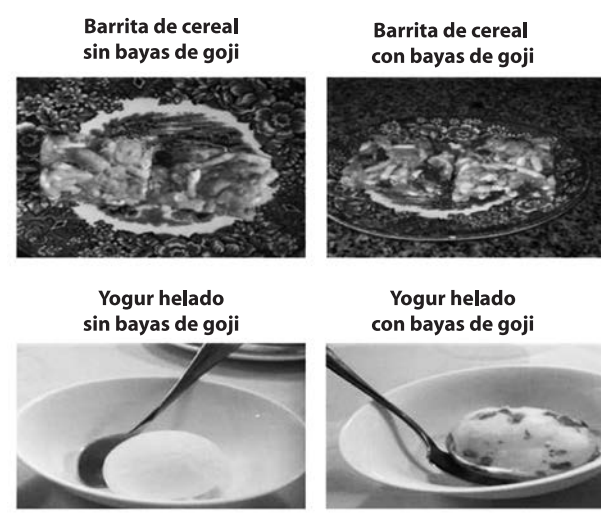 Barrita de cereal
sin bayas de goji
Barrita de cereal
con bayas de goji
Yogur helado
sin bayas de goji
Yogur helado
con bayas de goji